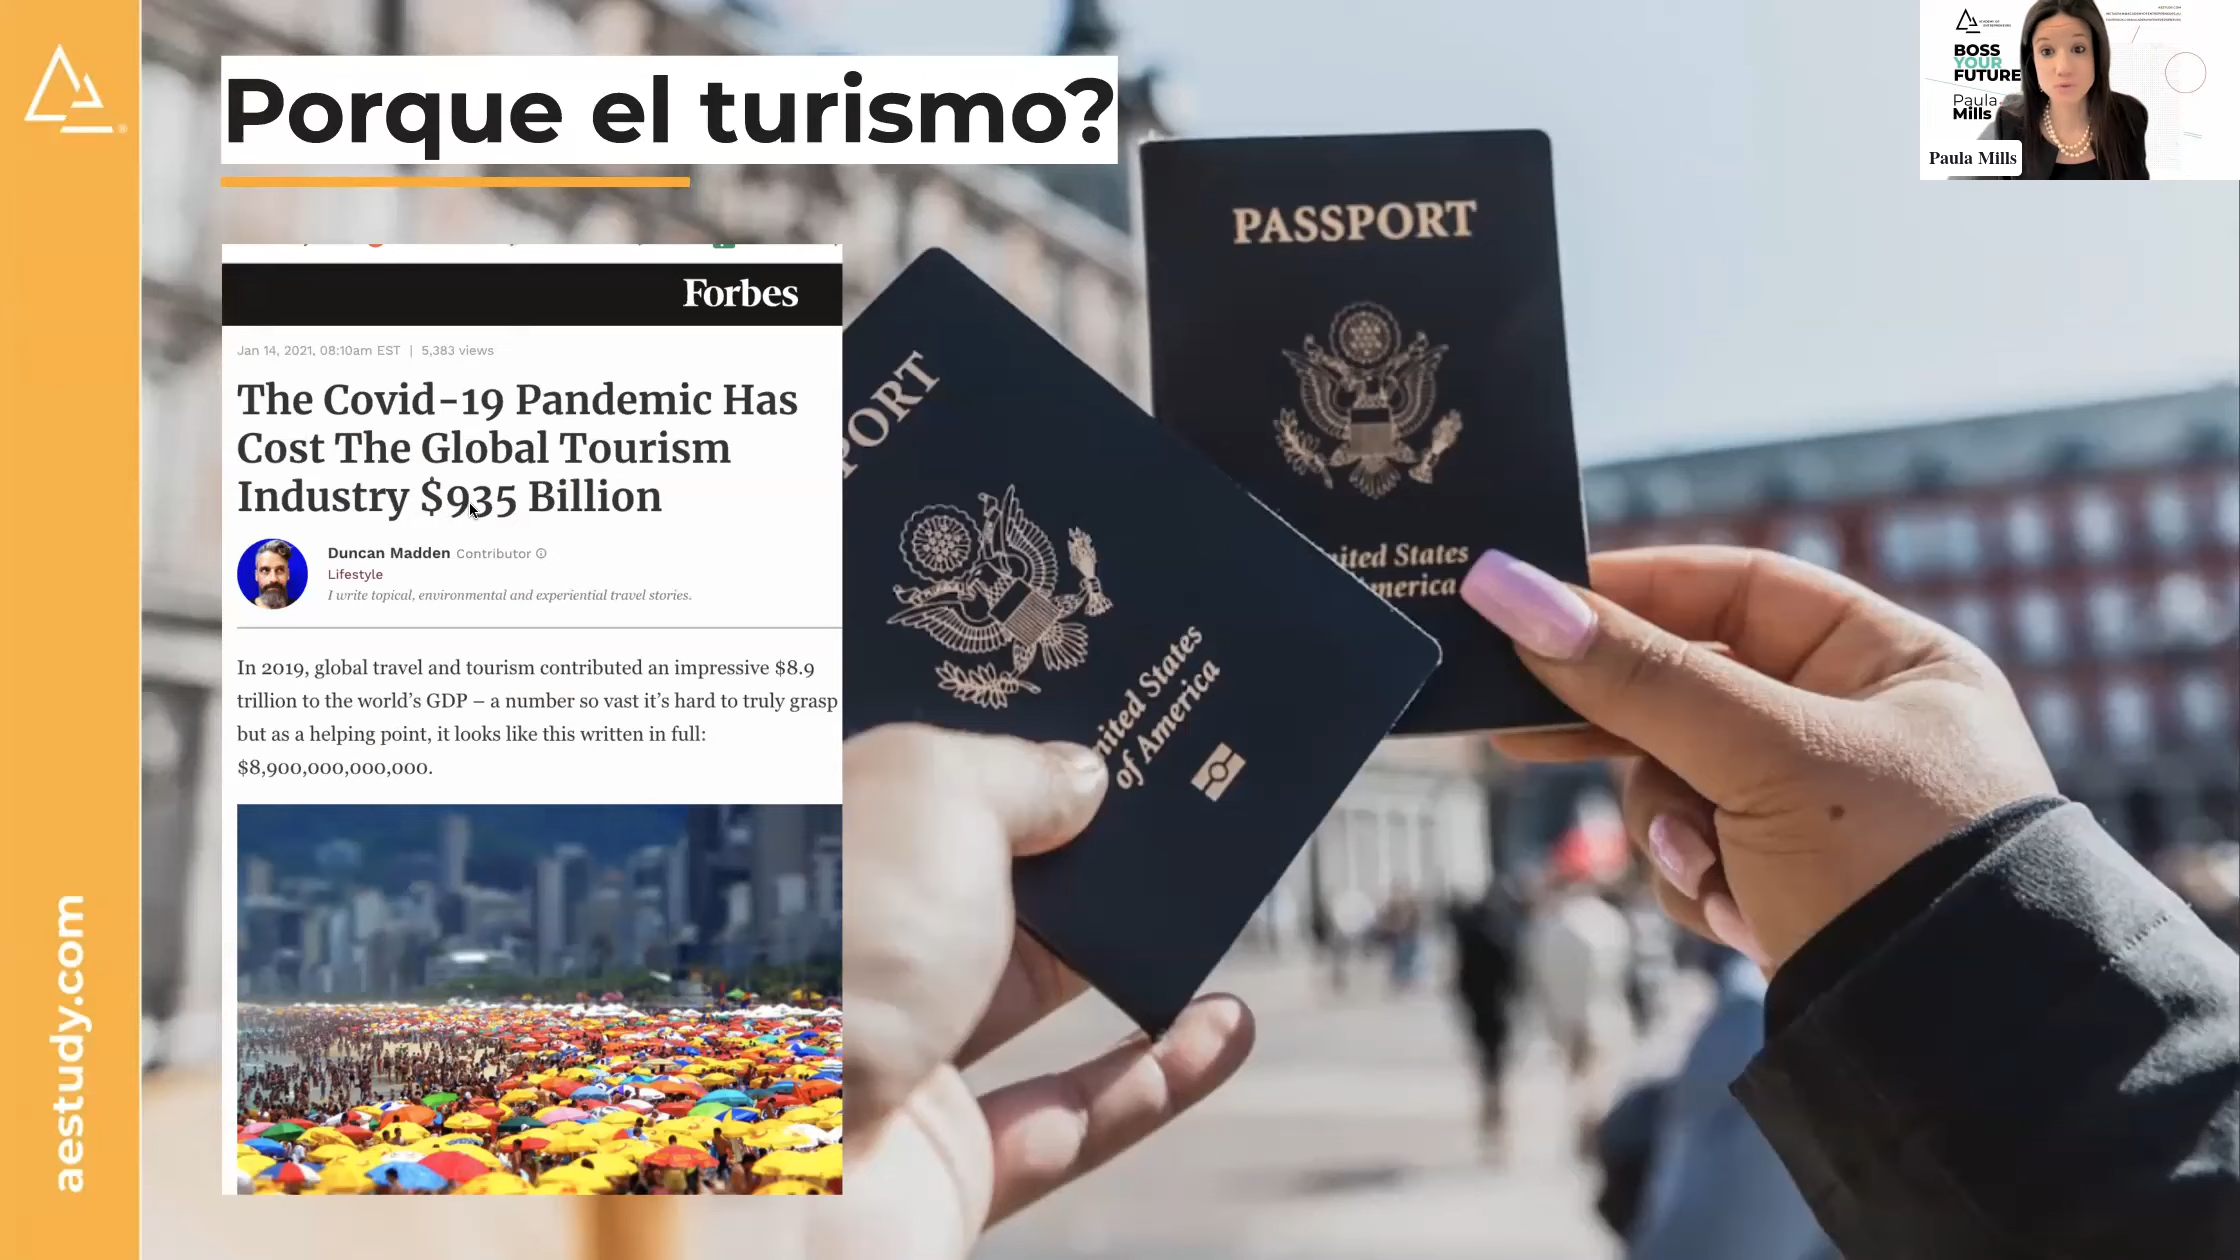 Porque el turismo?
Forbes
Jan 14, 2021, 08:10am EST | 5,383 views
The Covid-19 Pandemic Has
Cost The Global Tourism
Industry $935 Billion
Duncan Madden Contributor
Lifestyle
I write topical, environmental and experiential travel stories.
In 2019, global travel and tourism contributed an impressive $8.9
trillion to the world’s GDP – a number so vast it’s hard to truly grasp
but as a helping point, it looks like this written in full:
$8,900,000,000,000.
PORT
nited States
of America
PASSPORT
ited States
merica
BOSS
YOUR
FUTURE
Paula
Mills
Paula Mills
aestudy.com